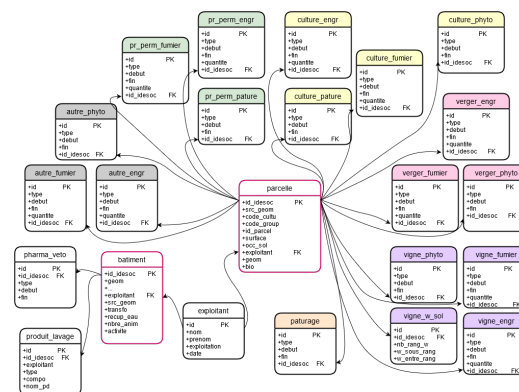 pr_perm_fumier
+id PK
+type
+debut
+fin
+quantite
+id_idesoc FK
pr_perm_engr
+id PK
+type
+debut
+fin
+quantite
+id_idesoc FK
culture_engr
+id PK
+type
+debut
+fin
+quantite
+id_idesoc FK
culture_fumier
+id PK
+type
+debut
+fin
+quantite
+id_idesoc FK
culture_phyto
+id PK
+type
+debut
+fin
+id_idesoc FK
autre_phyto
+id PK
+type
+debut
+fin
+id_idesoc FK
pr_perm_pature
+id PK
+type
+debut
+fin
+id_idesoc FK
culture_pature
+id PK
+type
+debut
+fin
+id_idesoc FK
verger_engr
+id PK
+type
+debut
+fin
+quantite
+id_idesoc FK
autre_fumier
+id PK
+type
+debut
+fin
+quantite
+id_idesoc FK
autre_engr
+id PK
+type
+debut
+fin
+quantite
+id_idesoc FK
parcelle
+id_idesoc PK
+src_geom
+code_cultu
+code_group
+id_parcel
+surface
+occ_sol
+exploitant FK
+geom
+bio
verger_fumier
+id PK
+type
+debut
+fin
+quantite
+id_idesoc FK
verger_phyto
+id PK
+type
+debut
+fin
+id_idesoc FK
pharma_veto
+id PK
+id_idesoc FK
+type
+debut
+fin
batiment
+id_idesoc PK
+geom
+...
+exploitant FK
+src_geom
+transfo
+recup_eau
+nbre_anim
+activite
vigne_phyto
+id PK
+type
+debut
+fin
+id_idesoc FK
vigne_fumier
+id PK
+type
+debut
+fin
+quantite
+id_idesoc FK
produit_lavage
+id PK
+id_idesoc FK
+exploitant
+type
+compo
+nom_pd
exploitant
+id PK
+nom
+prenom
+exploitation
+date
paturage
+id PK
+type
+debut
+fin
+id_idesoc FK
vigne_w_sol
+id_idesoc FK
+nb_rang_w
+w_sous_rang
+w_entre_rang
vigne_engr
+id PK
+type
+debut
+fin
+quantite
+id_idesoc FK